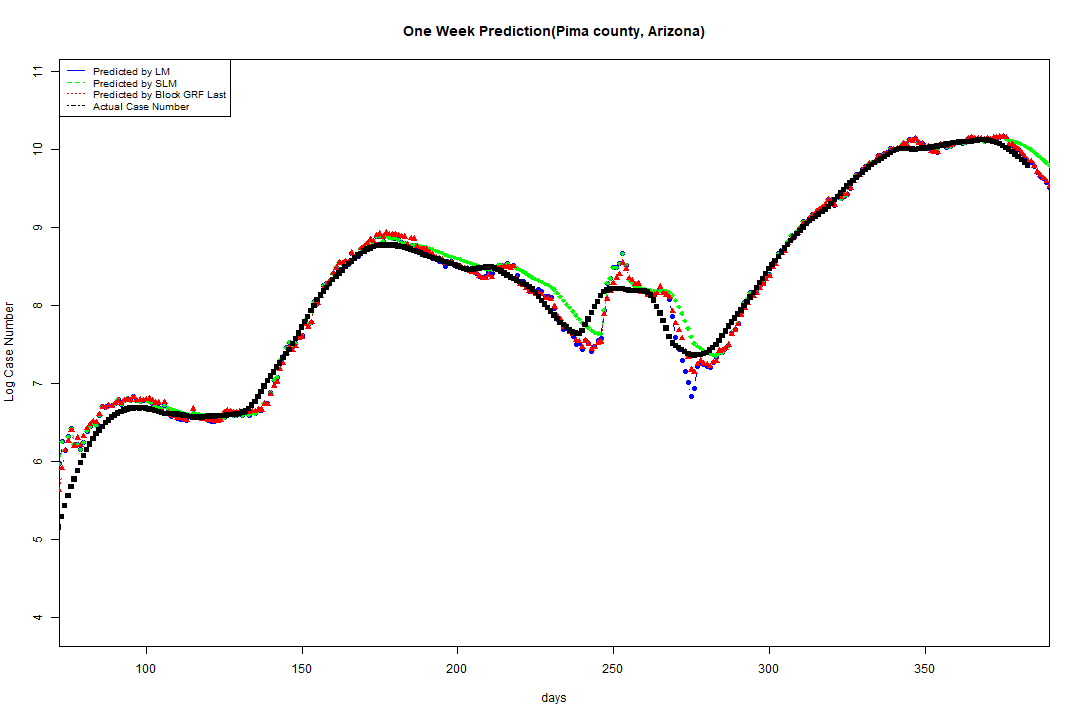 One Week Prediction(Pima county, Arizona)
Predicted by LM
Predicted by SLM
Predicted by Block GRF Last
Actual Case Number
Log Case Number
11
10
9
8
7
6
5
4
100 150 200 250 300 350
days